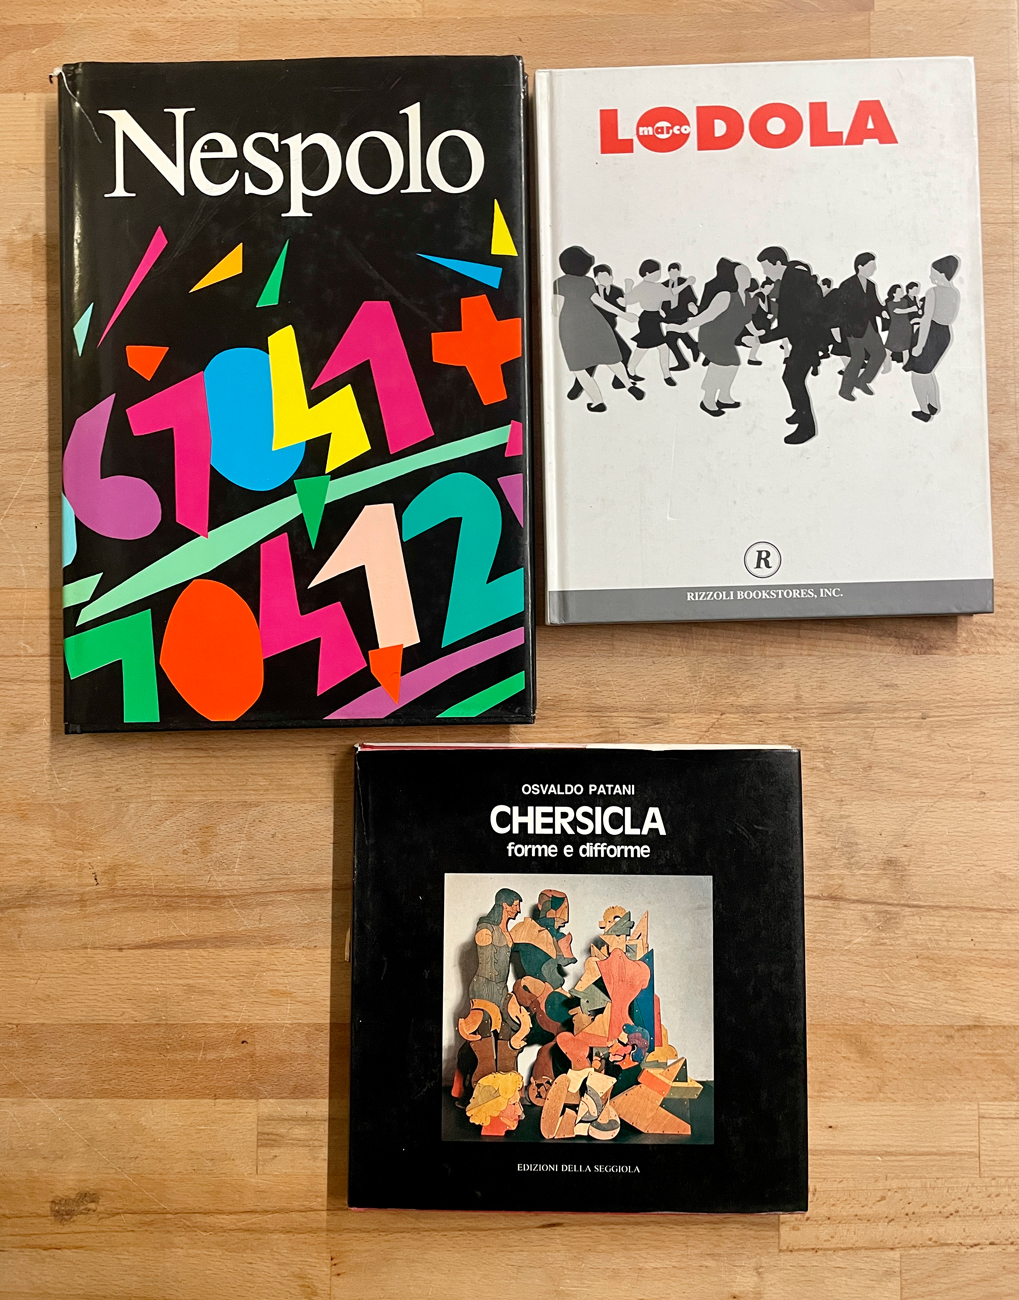 Nespolo
LODOLA
marco
R
RIZZOLI BOOKSTORES, INC.
OSVALDO PATANI
CHERSICLA
forme e difforme
EDIZIONI DELLA SEGGIOLA